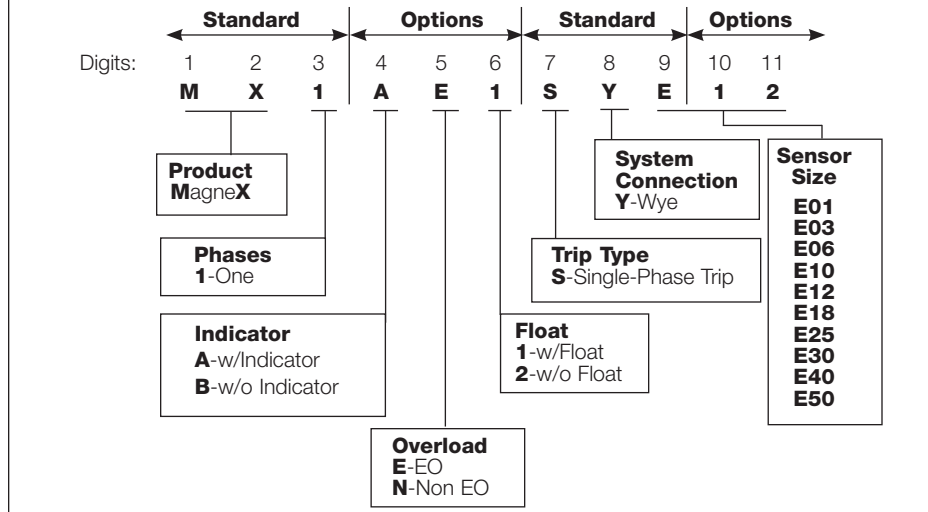 Standard Options Standard Options
Digits: 1 2 3 4 5 6 7 8 9 10 11
M X 1 A E 1 S Y E 1 2
Product
MagneX
Phases
1-One
Indicator
A-w/Indicator
B-w/o Indicator
Overload
E-EO
N-Non EO
Float
1-w/Float
2-w/o Float
Trip Type
S-Single-Phase Trip
System
Connection
Y-Wye
Sensor
Size
E01
E03
E06
E10
E12
E18
E25
E30
E40
E50